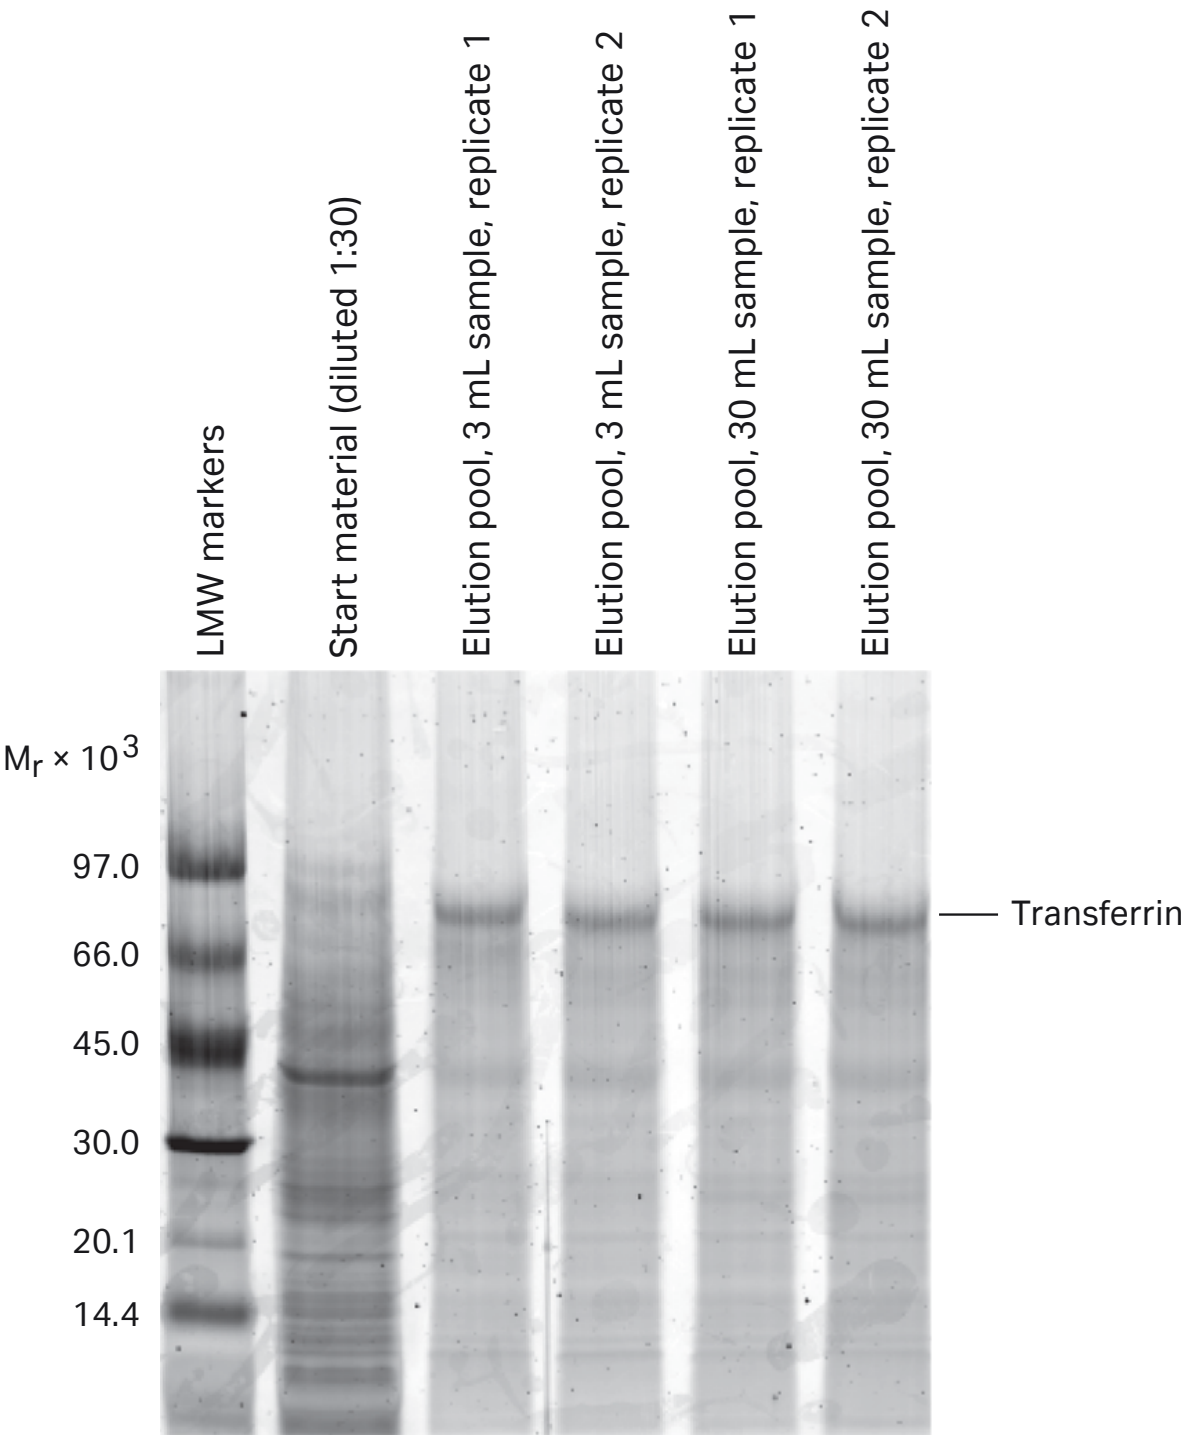 LMW markers
Start material (diluted 1:30)
Elution pool, 3 mL sample, replicate 1
Elution pool, 3 mL sample, replicate 2
Elution pool, 30 mL sample, replicate 1
Elution pool, 30 mL sample, replicate 2
Mr × 10³
97.0
66.0
45.0
30.0
20.1
14.4
Transferrin